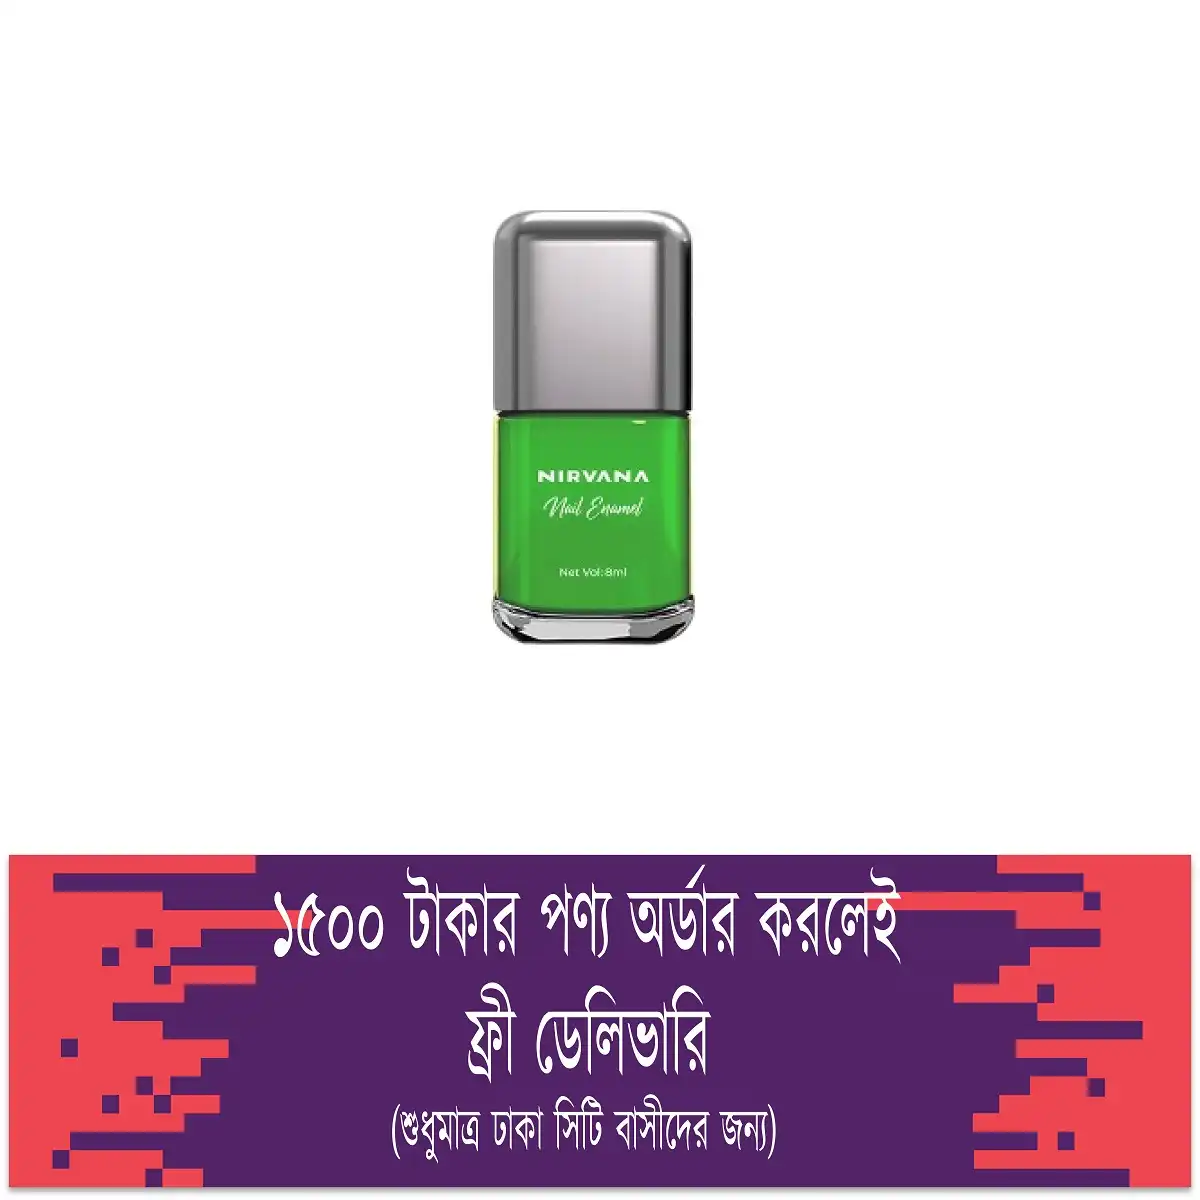 NIRVANA
Nail Enamel
Net Vol: 8ml
১৫০০ টাকার পণ্য অর্ডার করলেই
ফ্রী ডেলিভারি
(শুধুমাত্র ঢাকা সিটি বাসীদের জন্য)